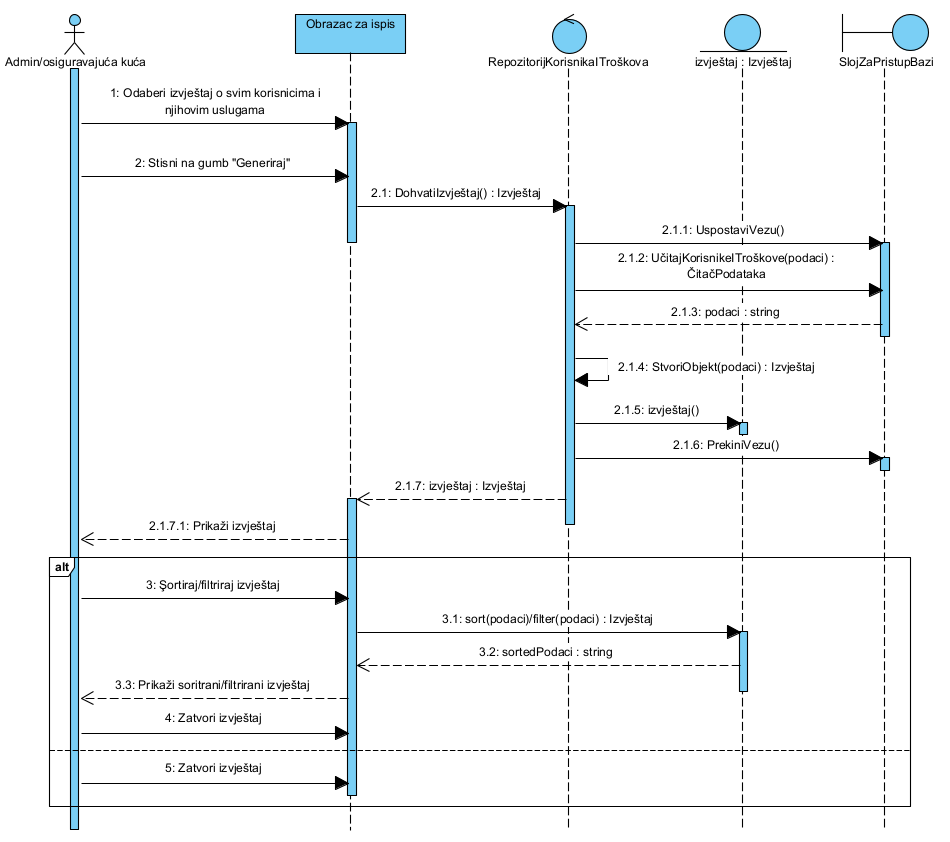 Obrazac za ispis
Admin/osiguravajuća kuća
RepozitorijKorisnikaITroškova
izvještaj : Izvještaj
SlojZaPristupBazi
1: Odaberi izvještaj o svim korisnicima i
njihovim uslugama
2: Stisni na gumb "Generiraj"
2.1: DohvatiIzvještaj() : Izvještaj
2.1.1: UspostaviVezu()
2.1.2: UčitajKorisnikeITroškove(podaci) :
ČitačPodataka
2.1.3: podaci : string
2.1.4: StvoriObjekt(podaci) : Izvještaj
2.1.5: izvještaj()
2.1.6: PrekiniVezu()
2.1.7: izvještaj : Izvještaj
2.1.7.1: Prikaži izvještaj
alt
3: Şortiraj/filtriraj izvještaj
3.1: sort(podaci)/filter(podaci) : Izvještaj
3.2: sortedPodaci : string
3.3: Prikaži soritrani/filtrirani izvještaj
4: Zatvori izvještaj
5: Zatvori izvještaj